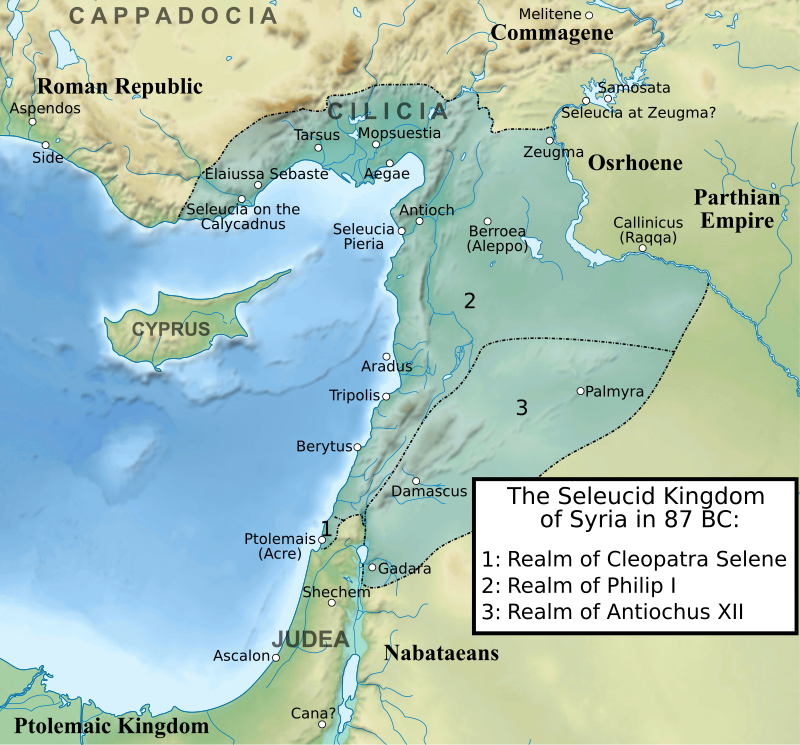 CAPPADOCIA
Melitene
Commagene
Roman Republic
Samosata
Aspendos
CILICIA
Seleucia at Zeugma?
Tarsus
Mopsuestia
Side
Zeugma
Osrhoene
Elaiussa Sebaste
Aegae
Parthian
Empire
Seleucia on the
Calycadnus
Antioch
Seleucia
Pieria
Berroea
(Aleppo)
Callinicus
(Raqqa)
2
CYPRUS
Aradus
Tripolis
Palmyra
3
Berytus
Damascus
The Seleucid Kingdom
of Syria in 87 BC:
1: Realm of Cleopatra Selene
2: Realm of Philip I
3: Realm of Antiochus XII
1
Ptolemais
(Acre)
Gadara
Shechem
JUDEA
Ascalon
Nabataeans
Cana?
Ptolemaic Kingdom